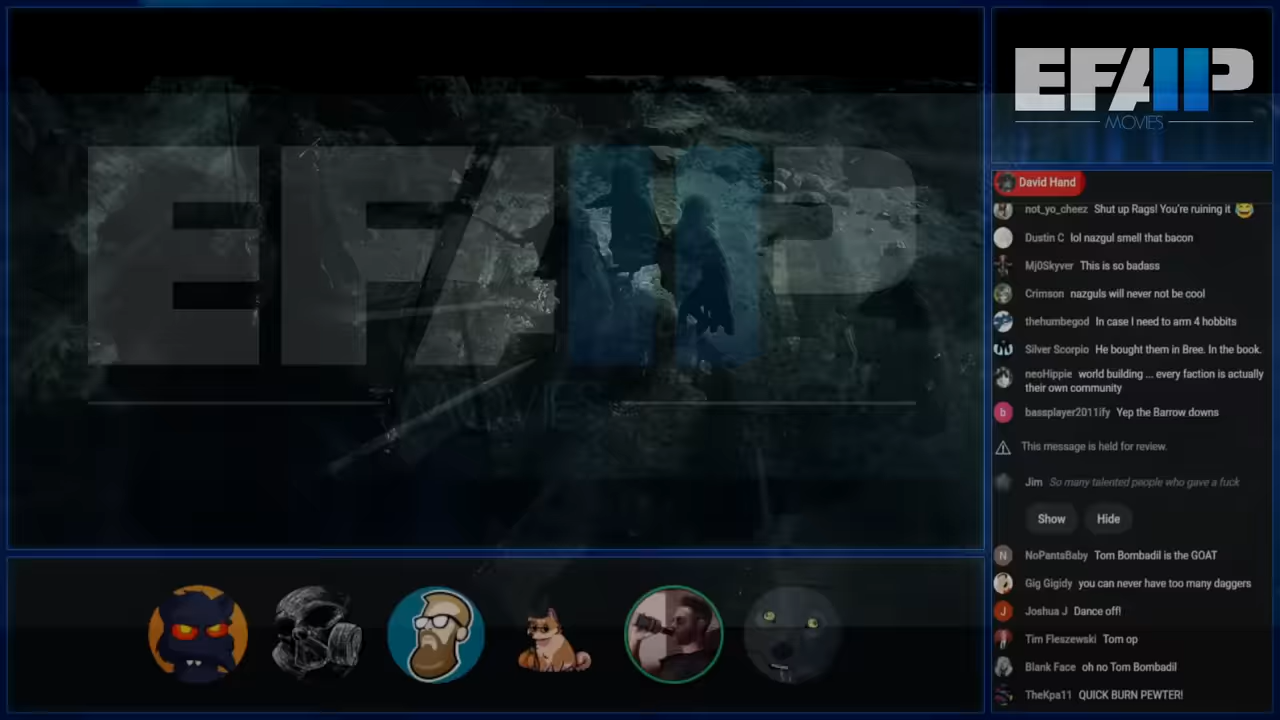 EFAP
MOVIES
EFAP
MOVIES
David Hand
not_yo_cheez Shut up Rags! You're ruining it 😅
Dustin C lol nazgul smell that bacon
Mj0Skyver This is so badass
Crimson nazguls will never not be cool
thehumbegod In case I need to arm 4 hobbits
Silver Scorpio He bought them in Bree. In the book.
neoHippie world building ... every faction is actually
their own community
b bassplayer2011ify Yep the Barrow downs
This message is held for review.
Jim So many talented people who gave a fuck
Show Hide
N NoPantsBaby Tom Bombadil is the GOAT
Gig Gigidy you can never have too many daggers
J Joshua J Dance off!
Tim Fleszewski Tom op
Blank Face oh no Tom Bombadil
TheKpa11 QUICK BURN PEWTER!